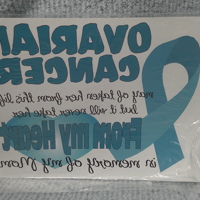 OVARIAN
CANCER
may of taken her from this life
but it will never take her
From my Heart
in memory of my Mom